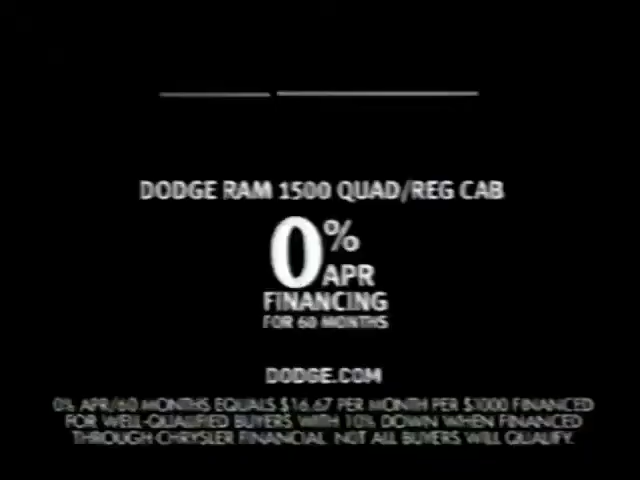 DODGE RAM 1500 QUAD/REG CAB
0%
APR
FINANCING
FOR 60 MONTHS
DODGE.COM
0% APR/60 MONTHS EQUALS $16.67 PER MONTH PER $1000 FINANCED
FOR WELL-QUALIFIED BUYERS WITH 10% DOWN WHEN FINANCED
THROUGH CHRYSLER FINANCIAL. NOT ALL BUYERS WILL QUALIFY.